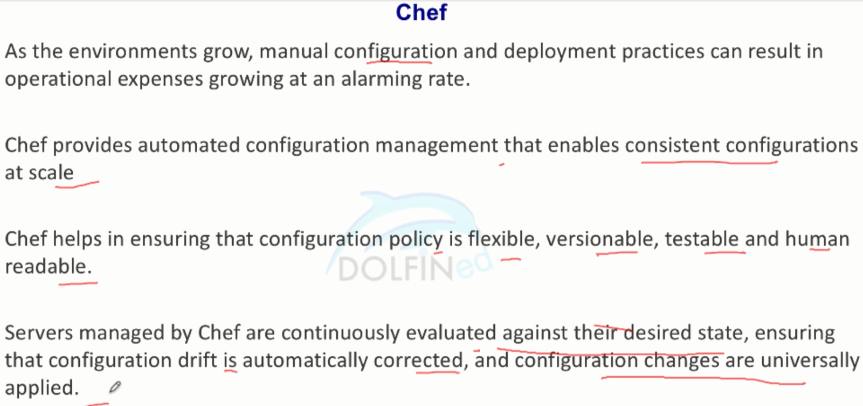 Chef
As the environments grow, manual configuration and deployment practices can result in
operational expenses growing at an alarming rate.
Chef provides automated configuration management that enables consistent configurations
at scale
Chef helps in ensuring that configuration policy is flexible, versionable, testable and human
readable.
DOLFINed
Servers managed by Chef are continuously evaluated against their desired state, ensuring
that configuration drift is automatically corrected, and configuration changes are universally
applied.